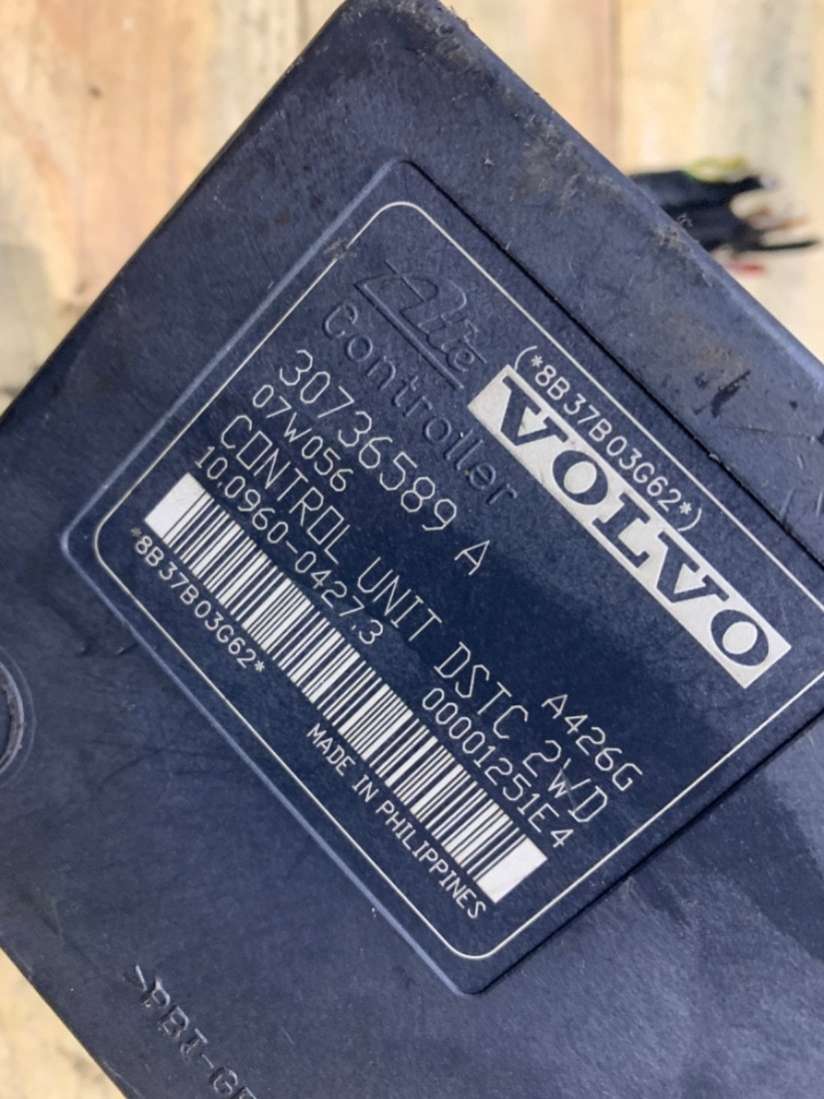 Ate
Controller
(*8B37B03G62*)
VOLVO
30736589 A
07W056 A426G
CONTROL UNIT DSTC 2WD
10.0960-0427.3 00001251E4
*8B37B03G62*
MADE IN PHILIPPINES